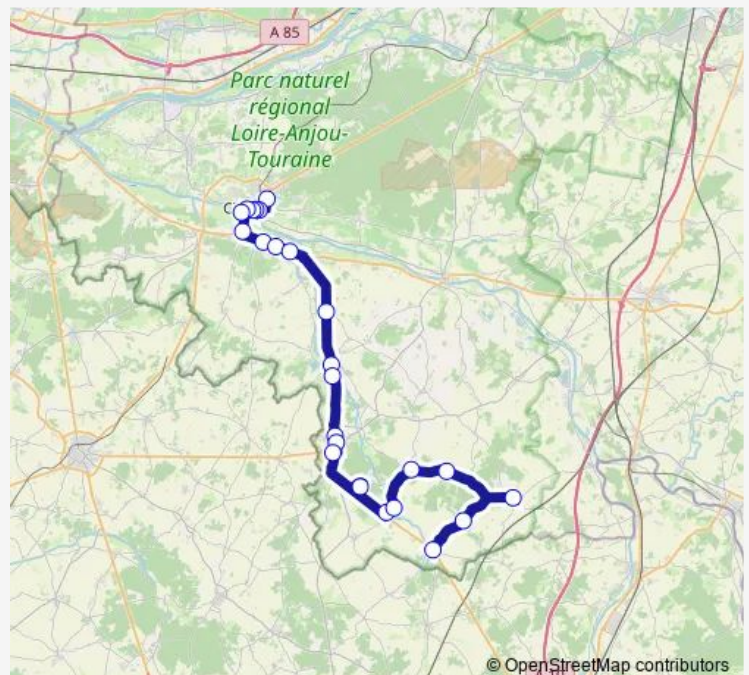 A 85
Parc naturel
régional
Loire-Anjou-
Touraine
© OpenStreetMap contributors